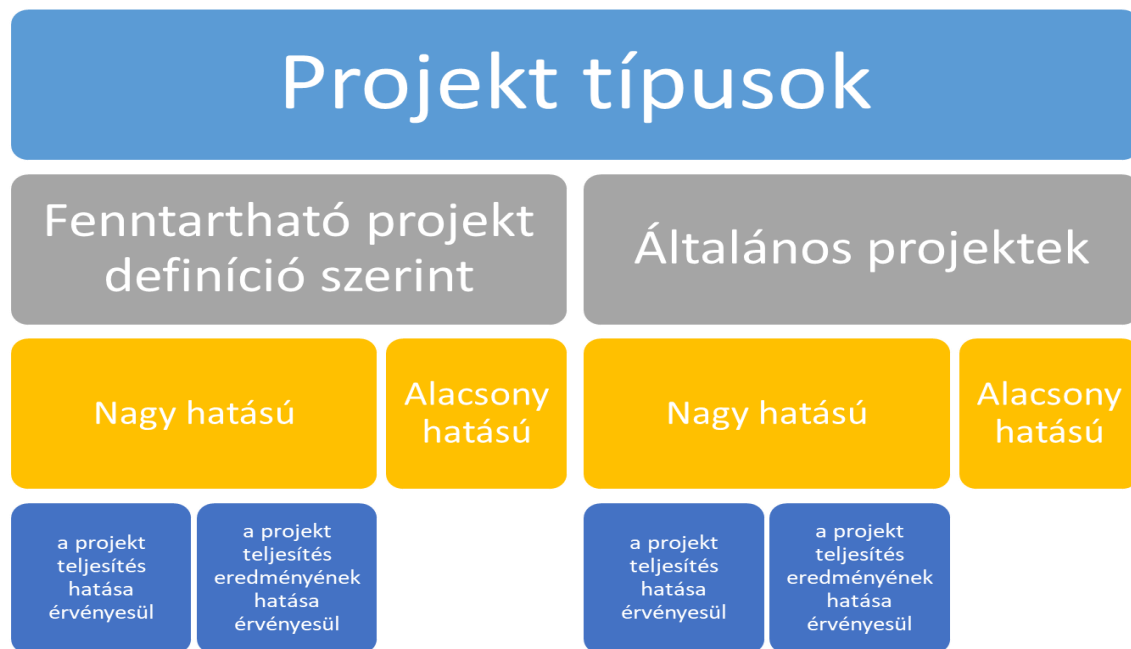 Projekt típusok
Fenntartható projekt
definíció szerint
Általános projektek
Nagy hatású
Alacsony
hatású
Nagy hatású
Alacsony
hatású
a projekt
teljesítés
hatása
érvényesül
a projekt
teljesítés
eredményének
hatása
érvényesül
a projekt
teljesítés
hatása
érvényesül
a projekt
teljesítés
eredményének
hatása
érvényesül